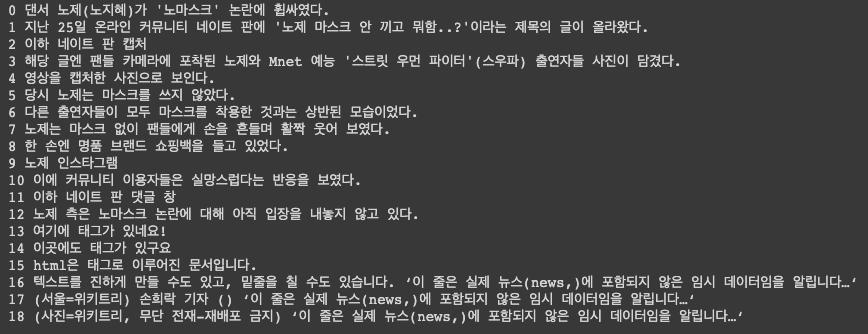 0 댄서 노제(노지혜)가 '노마스크' 논란에 휩싸였다.
1 지난 25일 온라인 커뮤니티 네이트 판에 '노제 마스크 안 끼고 뭐함..?'이라는 제목의 글이 올라왔다.
2 이하 네이트 판 캡처
3 해당 글엔 팬들 카메라에 포착된 노제와 Mnet 예능 '스트릿 우먼 파이터'(스우파) 출연자들 사진이 담겼다.
4 영상을 캡처한 사진으로 보인다.
5 당시 노제는 마스크를 쓰지 않았다.
6 다른 출연자들이 모두 마스크를 착용한 것과는 상반된 모습이었다.
7 노제는 마스크 없이 팬들에게 손을 흔들며 활짝 웃어 보였다.
8 한 손엔 명품 브랜드 쇼핑백을 들고 있었다.
9 노제 인스타그램
10 이에 커뮤니티 이용자들은 실망스럽다는 반응을 보였다.
11 이하 네이트 판 댓글 창
12 노제 측은 노마스크 논란에 대해 아직 입장을 내놓지 않고 있다.
13 여기에 태그가 있네요!
14 이곳에도 태그가 있구요
15 html은 태그로 이루어진 문서입니다.
16 텍스트를 진하게 만들 수도 있고, 밑줄을 칠 수도 있습니다. ‘이 줄은 실제 뉴스(news,)에 포함되지 않은 임시 데이터임을 알립니다…‘
17 (서울=위키트리) 손희락 기자 () ‘이 줄은 실제 뉴스(news,)에 포함되지 않은 임시 데이터임을 알립니다…‘
18 (사진=위키트리, 무단 전재-재배포 금지) ‘이 줄은 실제 뉴스(news,)에 포함되지 않은 임시 데이터임을 알립니다…‘